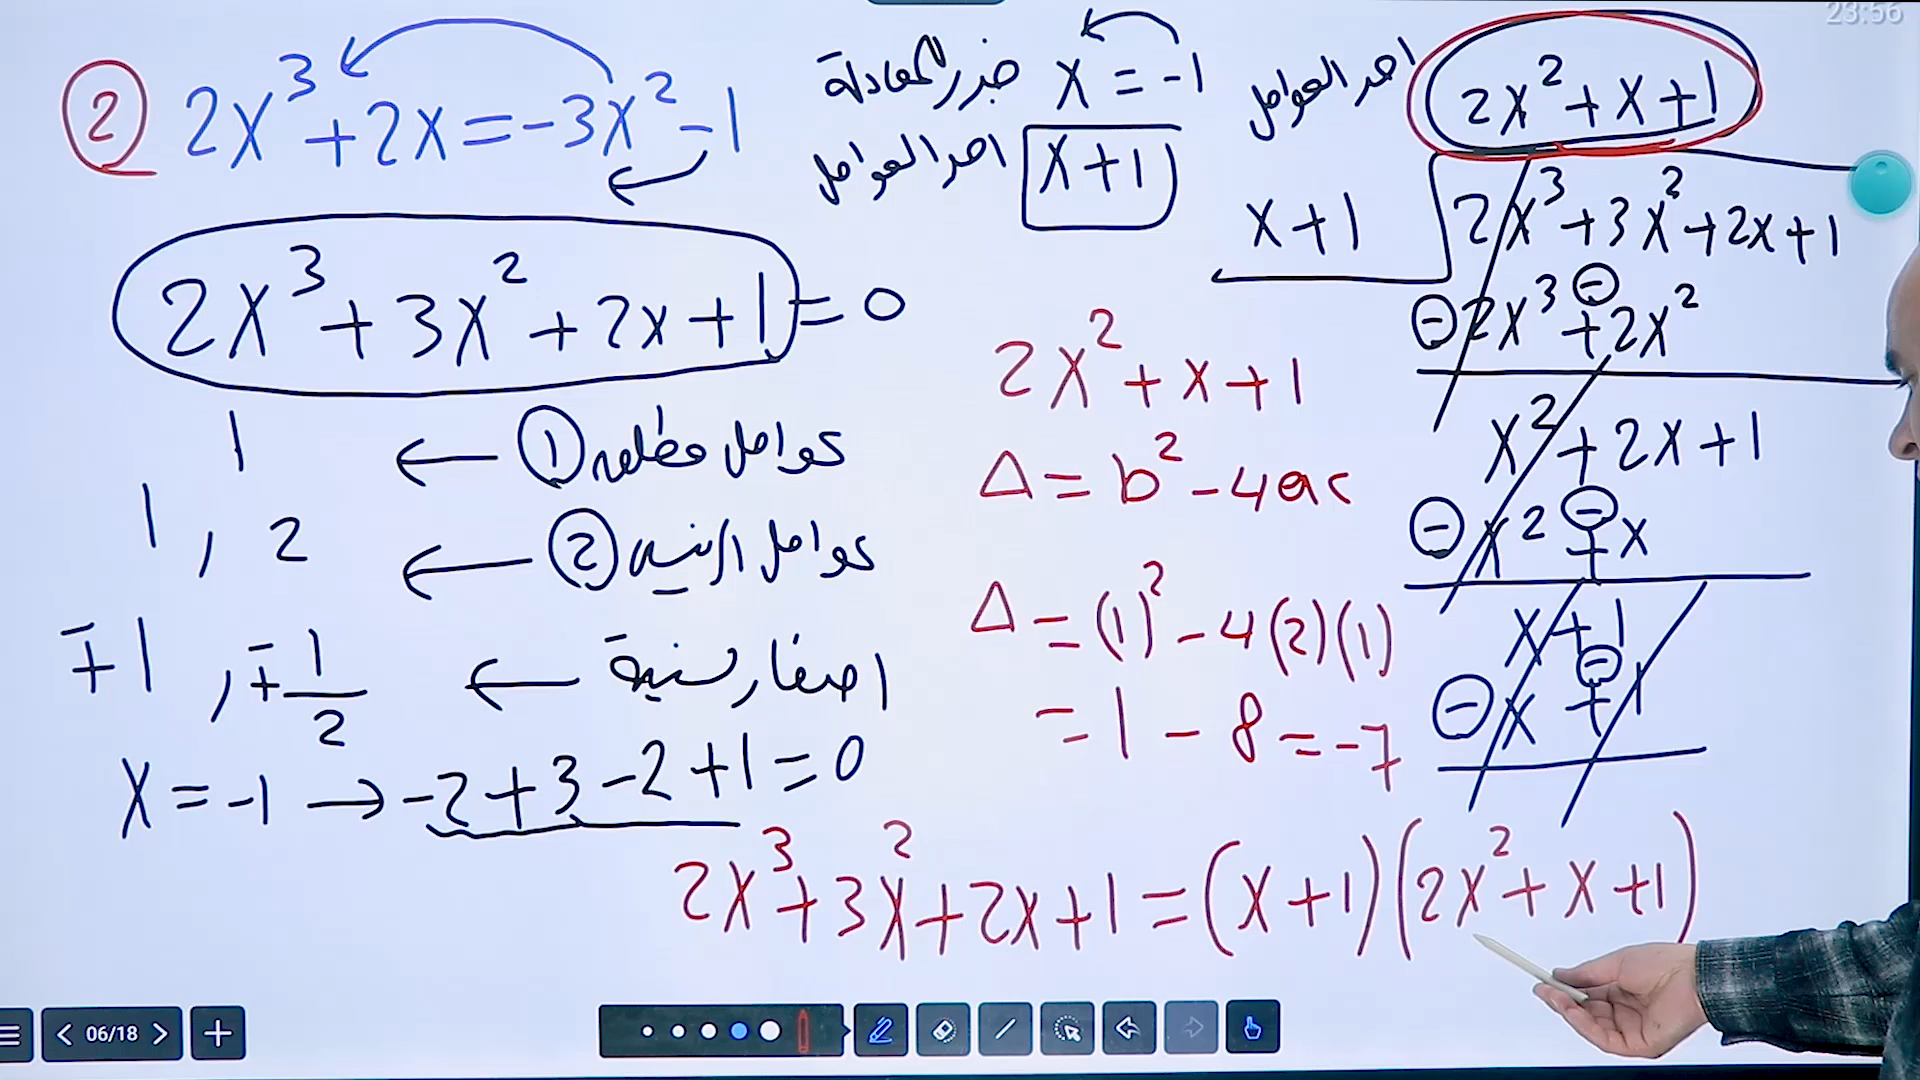 23:56
② 2x³ + 2x = -3x² - 1
2x³ + 3x² + 2x + 1 = 0
1 ← ① عوامل مطلقه
1 , 2 ← ② عوامل الرئيسي
∓1 , ∓1/2 ← اصفار نسبية
x = -1 → -2 + 3 - 2 + 1 = 0
جذر المعادلة x = -1
احد العوامل x + 1
2x² + x + 1
Δ = b² - 4ac
Δ = (1)² - 4(2)(1)
= 1 - 8 = -7
احد العوامل 2x² + x + 1
x + 1 2x³ + 3x² + 2x + 1
⊖ 2x³ ⊖+ 2x²
x² + 2x + 1
⊖ x² ⊖+ x
x + 1
⊖ x ⊖+ 1
2x³ + 3x² + 2x + 1 = (x + 1)(2x² + x + 1)
06/18